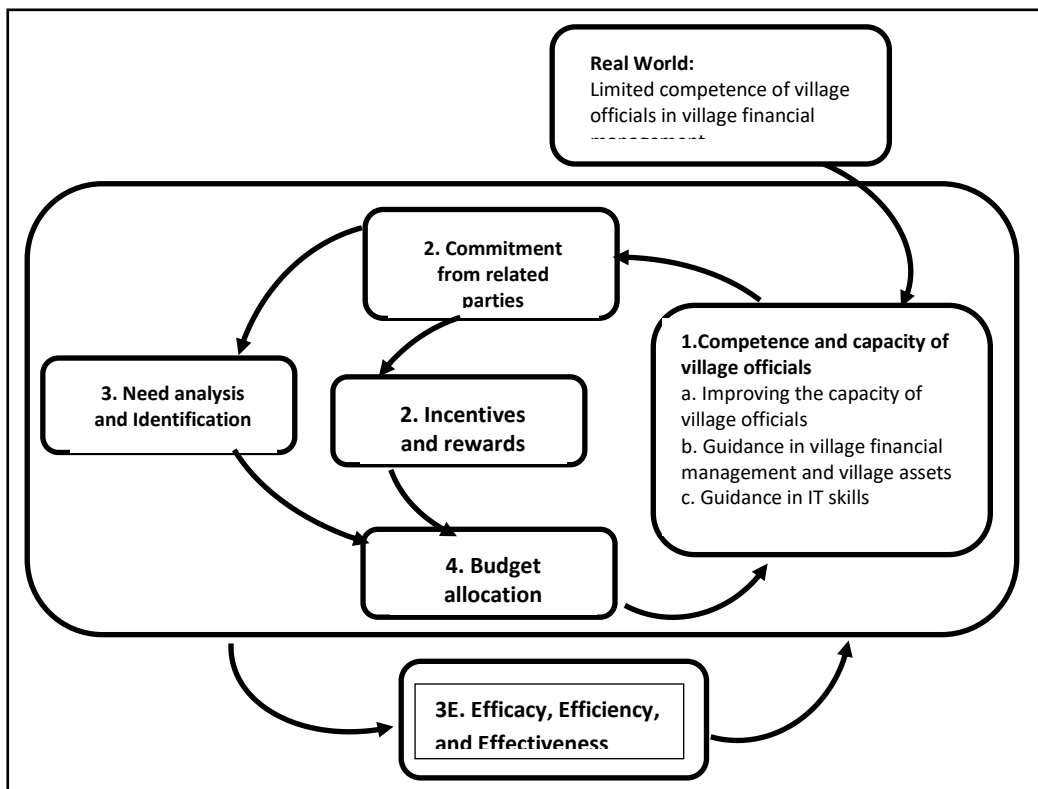 Real World:
Limited competence of village
officials in village financial
management
2. Commitment
from related
parties
1.Competence and capacity of
village officials
a. Improving the capacity of
village officials
b. Guidance in village financial
management and village assets
c. Guidance in IT skills
3. Need analysis
and Identification
2. Incentives
and rewards
4. Budget
allocation
3E. Efficacy, Efficiency,
and Effectiveness